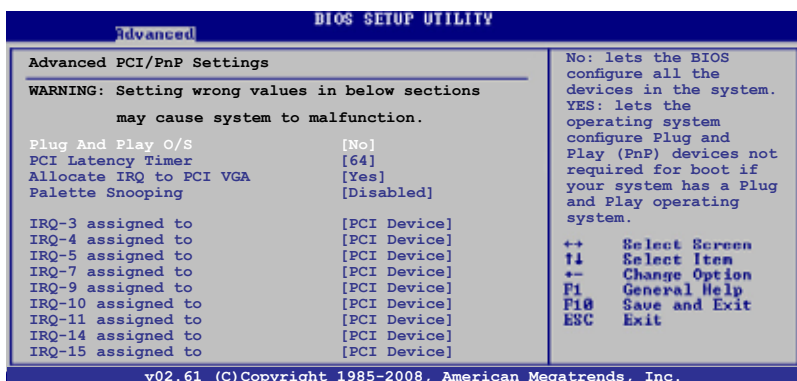 BIOS SETUP UTILITY
Advanced
Advanced PCI/PnP Settings
WARNING: Setting wrong values in below sections
may cause system to malfunction.
Plug And Play O/S [No]
PCI Latency Timer [64]
Allocate IRQ to PCI VGA [Yes]
Palette Snooping [Disabled]
IRQ-3 assigned to [PCI Device]
IRQ-4 assigned to [PCI Device]
IRQ-5 assigned to [PCI Device]
IRQ-7 assigned to [PCI Device]
IRQ-9 assigned to [PCI Device]
IRQ-10 assigned to [PCI Device]
IRQ-11 assigned to [PCI Device]
IRQ-14 assigned to [PCI Device]
IRQ-15 assigned to [PCI Device]
No: lets the BIOS
configure all the
devices in the system.
YES: lets the
operating system
configure Plug and
Play (PnP) devices not
required for boot if
your system has a Plug
and Play operating
system.
↔ Select Screen
↑↓ Select Item
+- Change Option
F1 General Help
F10 Save and Exit
ESC Exit
v02.61 (C)Copyright 1985-2008, American Megatrends, Inc.